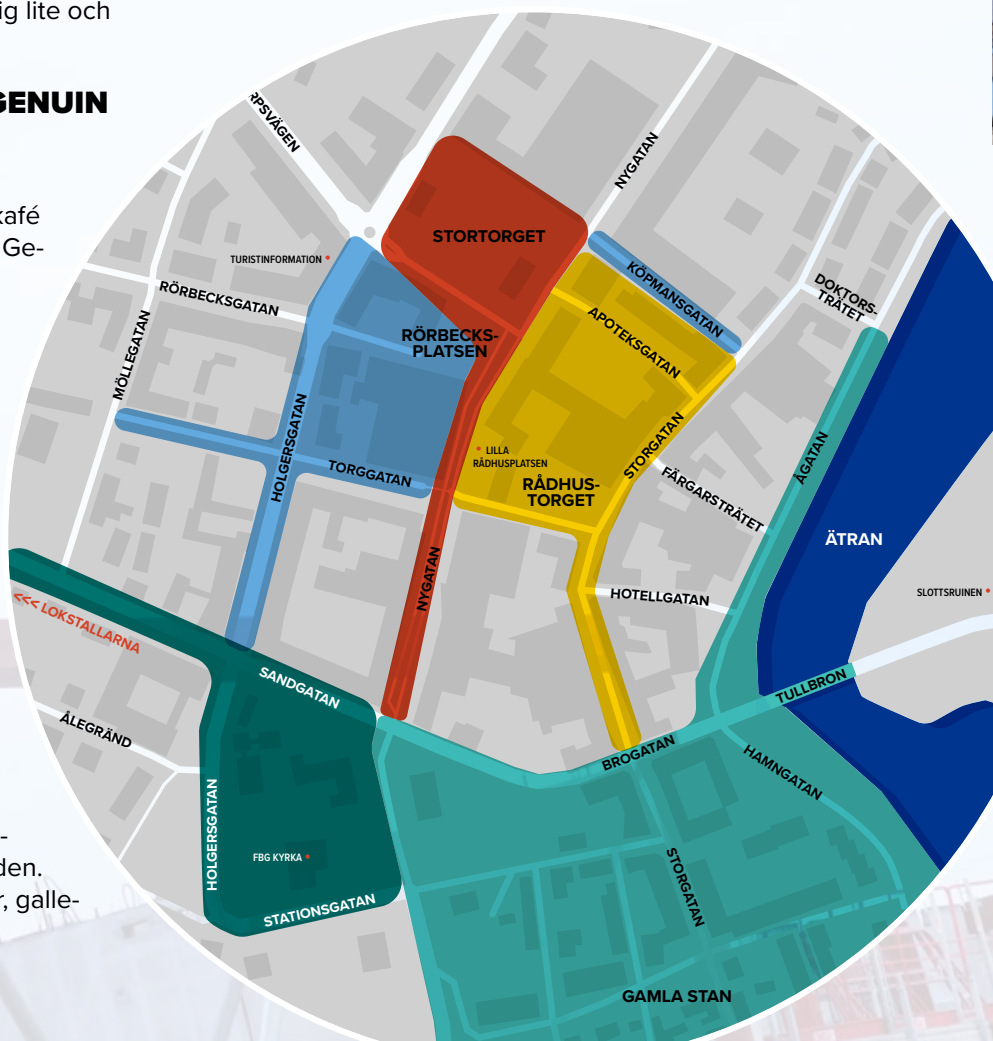 ig lite och
GENUIN
kafé
Ge-
RPSVÄGEN
NYGATAN
STORTORGET
TURISTINFORMATION
KÖPMANSGATAN
DOKTORS-
TRÄTET
RÖRBECKSGATAN
MÖLLEGATAN
RÖRBECKS-
PLATSEN
APOTEKSGATAN
HOLGERSGATAN
TORGGATAN
LILLA
RÅDHUSPLATSEN
RÅDHUS-
TORGET
STORGATAN
FÄRGARSTRÄTET
ÅGATAN
ÄTRAN
NYGATAN
HOTELLGATAN
SLOTTSRUINEN
<<< LOKSTALLARNA
SANDGATAN
TULLBRON
ÅLEGRÄND
BROGATAN
HAMNGATAN
HOLGERSGATAN
FBG KYRKA
STORGATAN
STATIONSGATAN
GAMLA STAN
-
den.
r, galle-